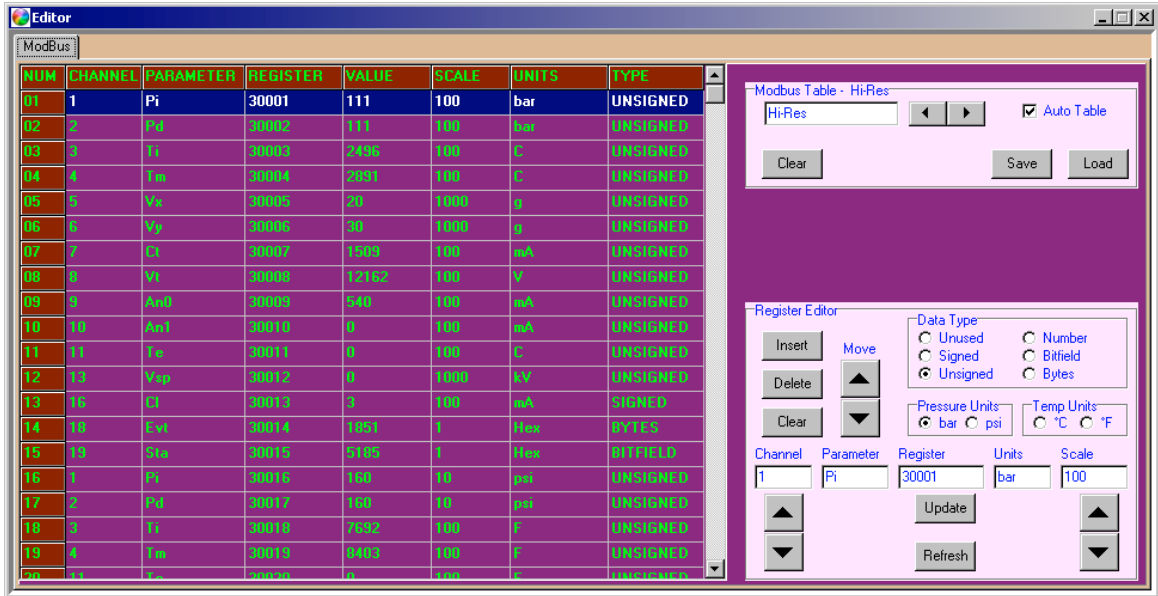 Editor
ModBus
NUM CHANNEL PARAMETER REGISTER VALUE SCALE UNITS TYPE
01 1 Pi 30001 111 100 bar UNSIGNED
02 2 Pd 30002 111 100 bar UNSIGNED
03 3 Ti 30003 2496 100 C UNSIGNED
04 4 Tm 30004 2891 100 C UNSIGNED
05 5 Vx 30005 20 1000 g UNSIGNED
06 6 Vy 30006 30 1000 g UNSIGNED
07 7 Ct 30007 1509 100 mA UNSIGNED
08 8 Vt 30008 12162 100 V UNSIGNED
09 9 An0 30009 540 100 mA UNSIGNED
10 10 An1 30010 0 100 mA UNSIGNED
11 11 Te 30011 0 100 C UNSIGNED
12 13 Vsp 30012 0 1000 kV UNSIGNED
13 16 Cl 30013 3 100 mA SIGNED
14 18 Evt 30014 1851 1 Hex BYTES
15 19 Sta 30015 5185 1 Hex BITFIELD
16 1 Pi 30016 160 10 psi UNSIGNED
17 2 Pd 30017 160 10 psi UNSIGNED
18 3 Ti 30018 7692 100 F UNSIGNED
19 4 Tm 30019 8403 100 F UNSIGNED
20 11 Te 30020 0 100 F UNSIGNED
Modbus Table - Hi-Res
Hi-Res Auto Table
Clear Save Load
Register Editor
Insert Move
Delete
Clear
Data Type
Unused Number
Signed Bitfield
Unsigned Bytes
Pressure Units Temp Units
bar psi °C °F
Channel Parameter Register Units Scale
1 Pi 30001 bar 100
Update
Refresh